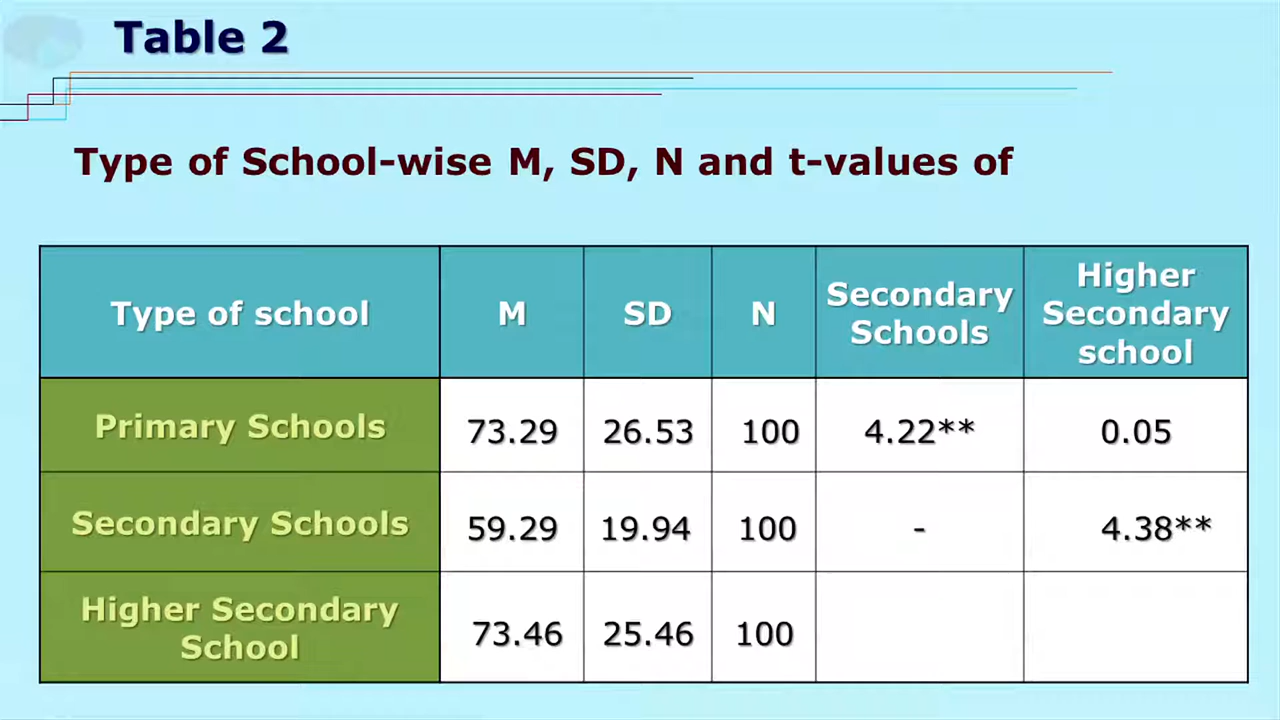 Table 2
Type of School-wise M, SD, N and t-values of
Type of school M SD N Secondary Schools Higher Secondary school
Primary Schools 73.29 26.53 100 4.22** 0.05
Secondary Schools 59.29 19.94 100 - 4.38**
Higher Secondary School 73.46 25.46 100